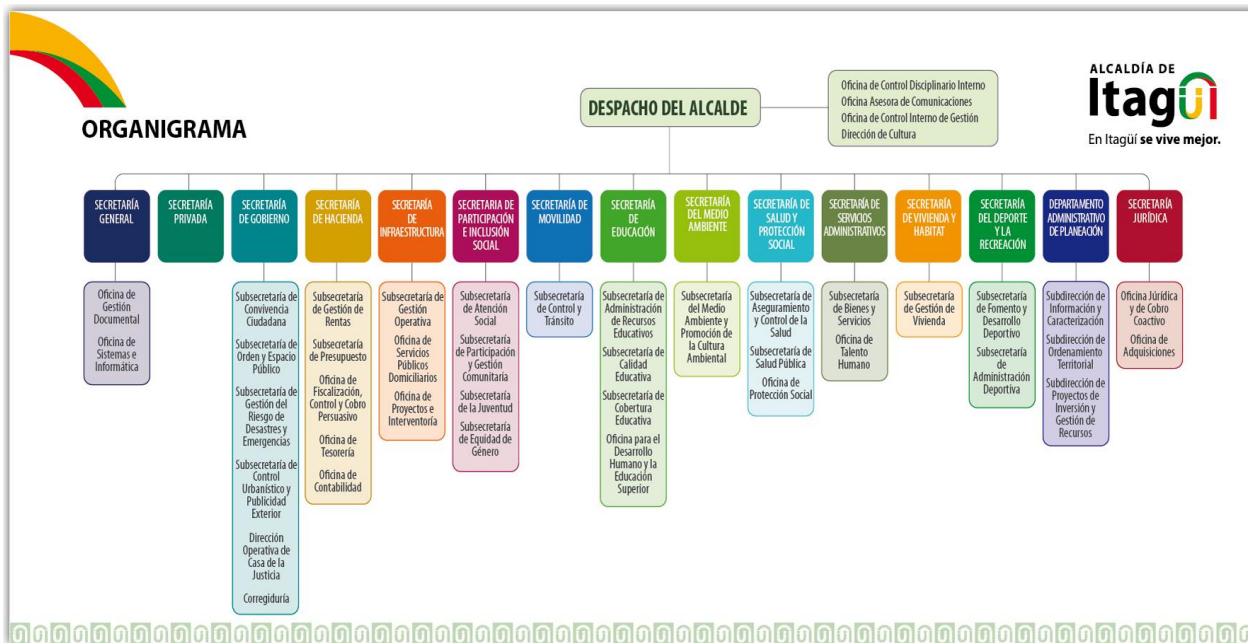 ORGANIGRAMA
DESPACHO DEL ALCALDE
Oficina de Control Disciplinario Interno
Oficina Asesora de Comunicaciones
Oficina de Control Interno de Gestión
Dirección de Cultura
ALCALDÍA DE
Itagüí
En Itagüí se vive mejor.
SECRETARÍA
GENERAL
Oficina de
Gestión
Documental
Oficina de
Sistemas e
Informática
SECRETARÍA
PRIVADA
SECRETARÍA
DE GOBIERNO
Subsecretaría de
Convivencia
Ciudadana
Subsecretaría de
Orden y Espacio
Público
Subsecretaría de
Gestión del
Riesgo de
Desastres y
Emergencias
Subsecretaría de
Control
Urbanístico y
Publicidad
Exterior
Dirección
Operativa de
Casa de la
Justicia
Corregiduría
SECRETARÍA
DE HACIENDA
Subsecretaría
de Gestión de
Rentas
Subsecretaría
de Presupuesto
Oficina de
Fiscalización,
Control y Cobro
Persuasivo
Oficina de
Tesorería
Oficina de
Contabilidad
SECRETARÍA
DE
INFRAESTRUCTURA
Subsecretaría de
Gestión
Operativa
Oficina de
Servicios
Públicos
Domiciliarios
Oficina de
Proyectos e
Interventoría
SECRETARIA DE
PARTICIPACIÓN
E INCLUSIÓN
SOCIAL
Subsecretaría
de Atención
Social
Subsecretaría
de Participación
y Gestión
Comunitaria
Subsecretaría
de la Juventud
Subsecretaría
de Equidad de
Género
SECRETARÍA
DE MOVILIDAD
Subsecretaría
de Control y
Tránsito
SECRETARÍA
DE
EDUCACIÓN
Subsecretaría de
Administración
de Recursos
Educativos
Subsecretaría de
Calidad
Educativa
Subsecretaría de
Cobertura
Educativa
Oficina para el
Desarrollo
Humano y la
Educación
Superior
SECRETARÍA
DEL MEDIO
AMBIENTE
Subsecretaría
del Medio
Ambiente y
Promoción de
la Cultura
Ambiental
SECRETARÍA DE
SALUD Y
PROTECCIÓN
SOCIAL
Subsecretaría de
Aseguramiento
y Control de la
Salud
Subsecretaría de
Salud Pública
Oficina de
Protección Social
SECRETARÍA DE
SERVICIOS
ADMINISTRATIVOS
Subsecretaría
de Bienes y
Servicios
Oficina de
Talento
Humano
SECRETARÍA
DE VIVIENDA Y
HABITAT
Subsecretaría
de Gestión de
Vivienda
SECRETARÍA
DEL DEPORTE
Y LA
RECREACIÓN
Subsecretaría
de Fomento y
Desarrollo
Deportivo
Subsecretaría
de
Administración
Deportiva
DEPARTAMENTO
ADMINISTRATIVO
DE PLANEACIÓN
Subdirección de
Información y
Caracterización
Subdirección de
Ordenamiento
Territorial
Subdirección de
Proyectos de
Inversión y
Gestión de
Recursos
SECRETARÍA
JURÍDICA
Oficina Júridica
y de Cobro
Coactivo
Oficina de
Adquisiciones